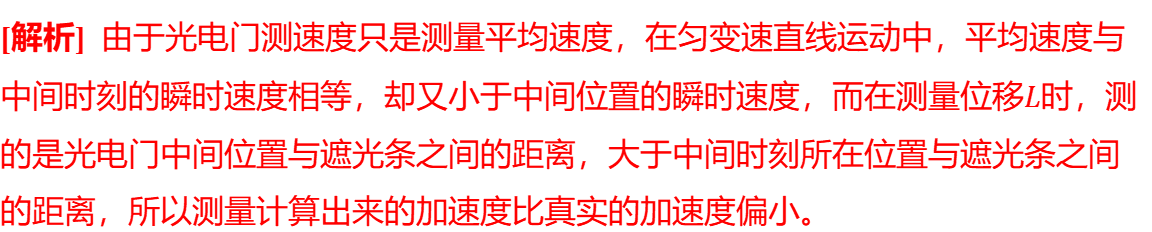 [解析] 由于光电门测速度只是测量平均速度，在匀变速直线运动中，平均速度与
中间时刻的瞬时速度相等，却又小于中间位置的瞬时速度，而在测量位移L时，测
的是光电门中间位置与遮光条之间的距离，大于中间时刻所在位置与遮光条之间
的距离，所以测量计算出来的加速度比真实的加速度偏小。